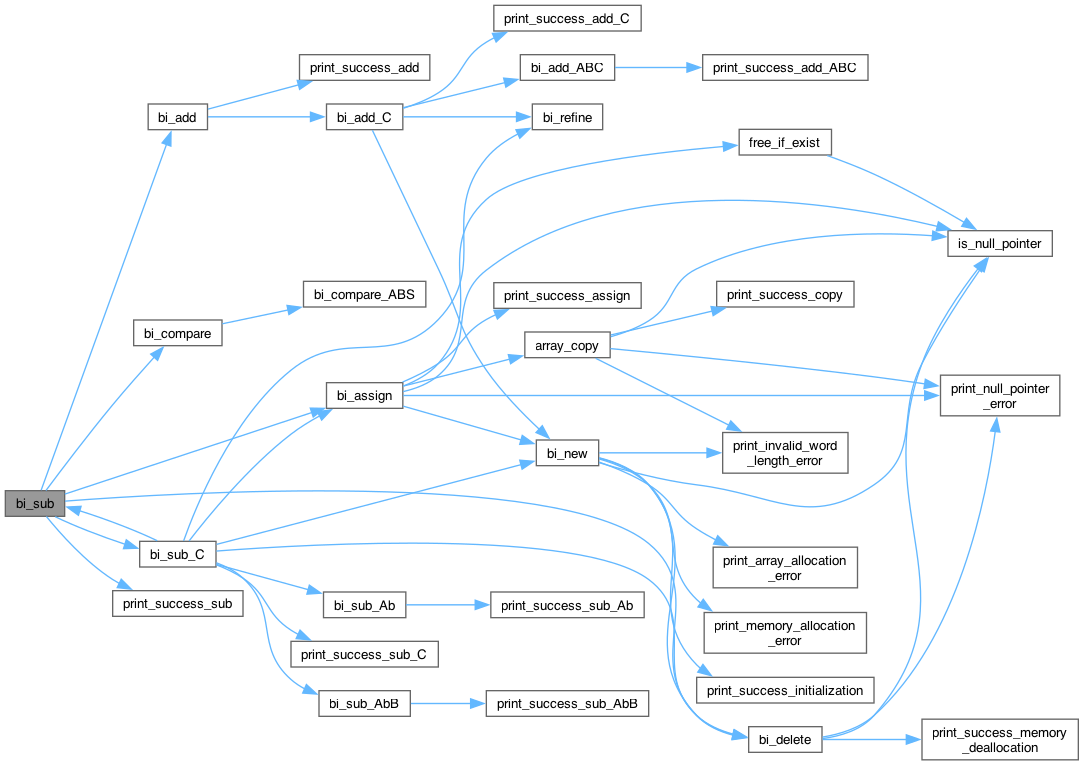 print_success_add_C
print_success_add
bi_add_ABC
print_success_add_ABC
bi_add
bi_add_C
bi_refine
free_if_exist
is_null_pointer
bi_compare_ABS
print_success_assign
print_success_copy
bi_compare
array_copy
bi_assign
print_null_pointer
_error
bi_new
print_invalid_word
_length_error
bi_sub
bi_sub_C
print_array_allocation
_error
print_success_sub
bi_sub_Ab
print_success_sub_Ab
print_memory_allocation
_error
print_success_sub_C
print_success_initialization
bi_sub_AbB
print_success_sub_AbB
bi_delete
print_success_memory
_deallocation